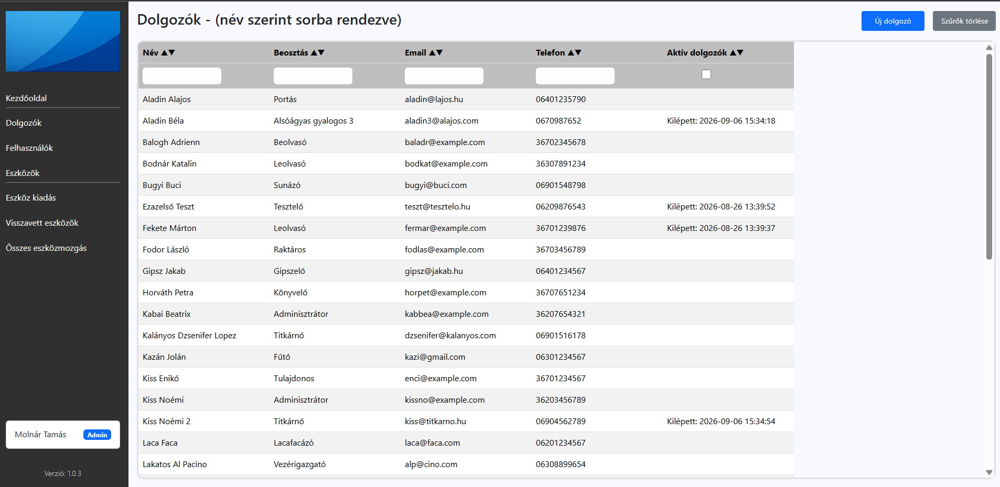 Kezdőoldal
Dolgozók
Felhasználók
Eszközök
Eszköz kiadás
Visszavett eszközök
Összes eszközmozgás
Molnár Tamás Admin
Verzió: 1.0.3
Dolgozók - (név szerint sorba rendezve)
Új dolgozó Szűrők törlése
Név ▲▼ Beosztás ▲▼ Email ▲▼ Telefon ▲▼ Aktív dolgozók ▲▼
Aladin Alajos Portás aladin@lajos.hu 06401235790
Aladin Béla Alsóágyas gyalogos 3 aladin3@alajos.com 0670987652 Kilépett: 2026-09-06 15:34:18
Balogh Adrienn Beolvasó baladr@example.com 36702345678
Bodnár Katalin Leolvasó bodkat@example.com 36307891234
Bugyi Buci Sunázó bugyi@buci.com 06901548798
Ezazelső Teszt Tesztelő teszt@tesztelo.hu 06209876543 Kilépett: 2026-08-26 13:39:52
Fekete Márton Leolvasó fermar@example.com 36701239876 Kilépett: 2026-08-26 13:39:37
Fodor László Raktáros fodlas@example.com 36703456789
Gipsz Jakab Gipszelő gipsz@jakab.hu 06401234567
Horváth Petra Könyvelő horpet@example.com 36707651234
Kabai Beatrix Adminisztrátor kabbea@example.com 36207654321
Kalányos Dzsenifer Lopez Titkárnő dzsenifer@kalanyos.com 06901516178
Kazán Jolán Fűtő kazi@gmail.com 06301234567
Kiss Enikő Tulajdonos enci@example.com 36701234567
Kiss Noémi Adminisztrátor kissno@example.com 36203456789
Kiss Noémi 2 Titkárnő kiss@titkarno.hu 06904562789 Kilépett: 2026-09-06 15:34:54
Laca Faca Lacafacázó laca@faca.com 06201234567
Lakatos Al Pacino Vezérigazgató alp@cino.com 06308899654